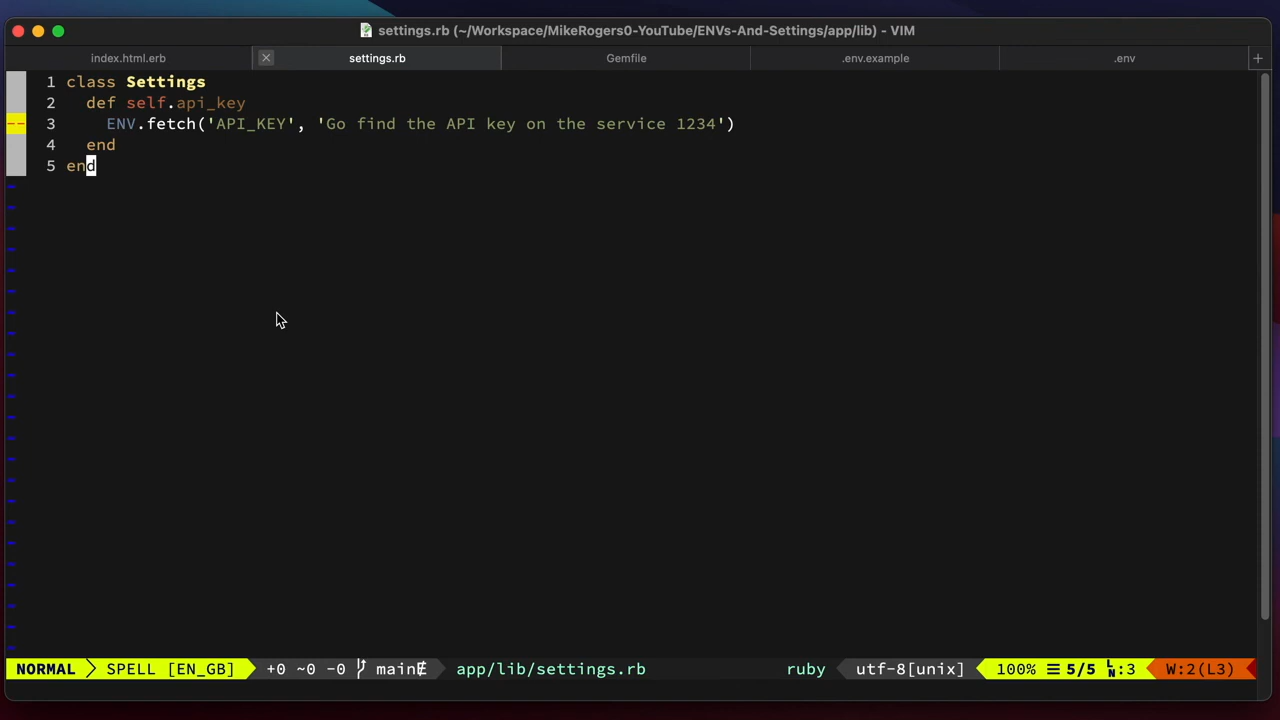 settings.rb (~/Workspace/MikeRogers0-YouTube/ENVs-And-Settings/app/lib) - VIM
index.html.erb settings.rb Gemfile .env.example .env
1 class Settings
2 def self.api_key
-- 3 ENV.fetch('API_KEY', 'Go find the API key on the service 1234')
4 end
5 end
NORMAL SPELL [EN_GB] +0 ~0 -0 main app/lib/settings.rb ruby utf-8[unix] 100% ☰ 5/5 LN:3 W:2(L3)